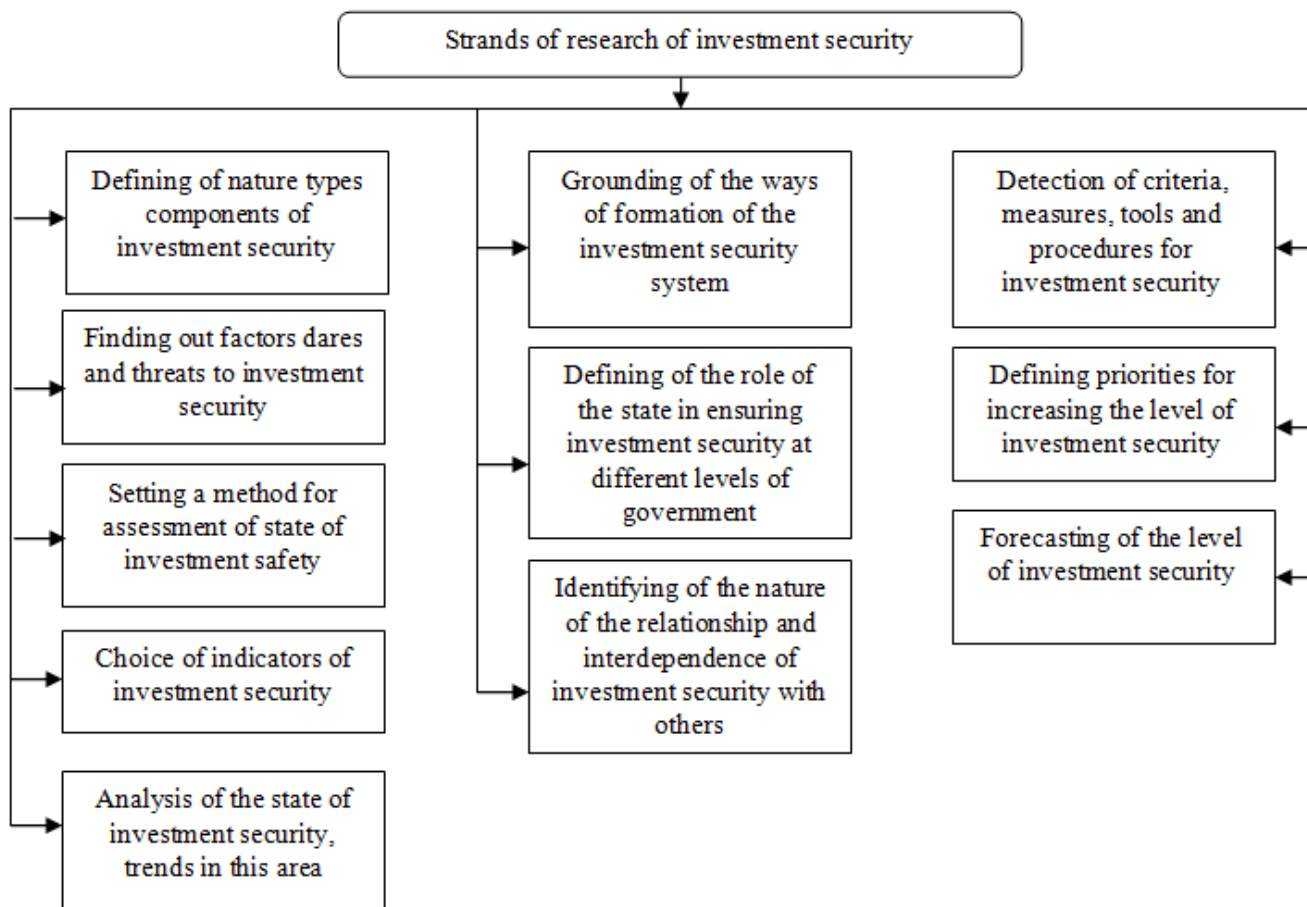 Strands of research of investment security
Defining of nature types
components of
investment security
Finding out factors dares
and threats to investment
security
Setting a method for
assessment of state of
investment safety
Choice of indicators of
investment security
Analysis of the state of
investment security,
trends in this area
Grounding of the ways
of formation of the
investment security
system
Defining of the role of
the state in ensuring
investment security at
different levels of
government
Identifying of the nature
of the relationship and
interdependence of
investment security with
others
Detection of criteria,
measures, tools and
procedures for
investment security
Defining priorities for
increasing the level of
investment security
Forecasting of the level
of investment security